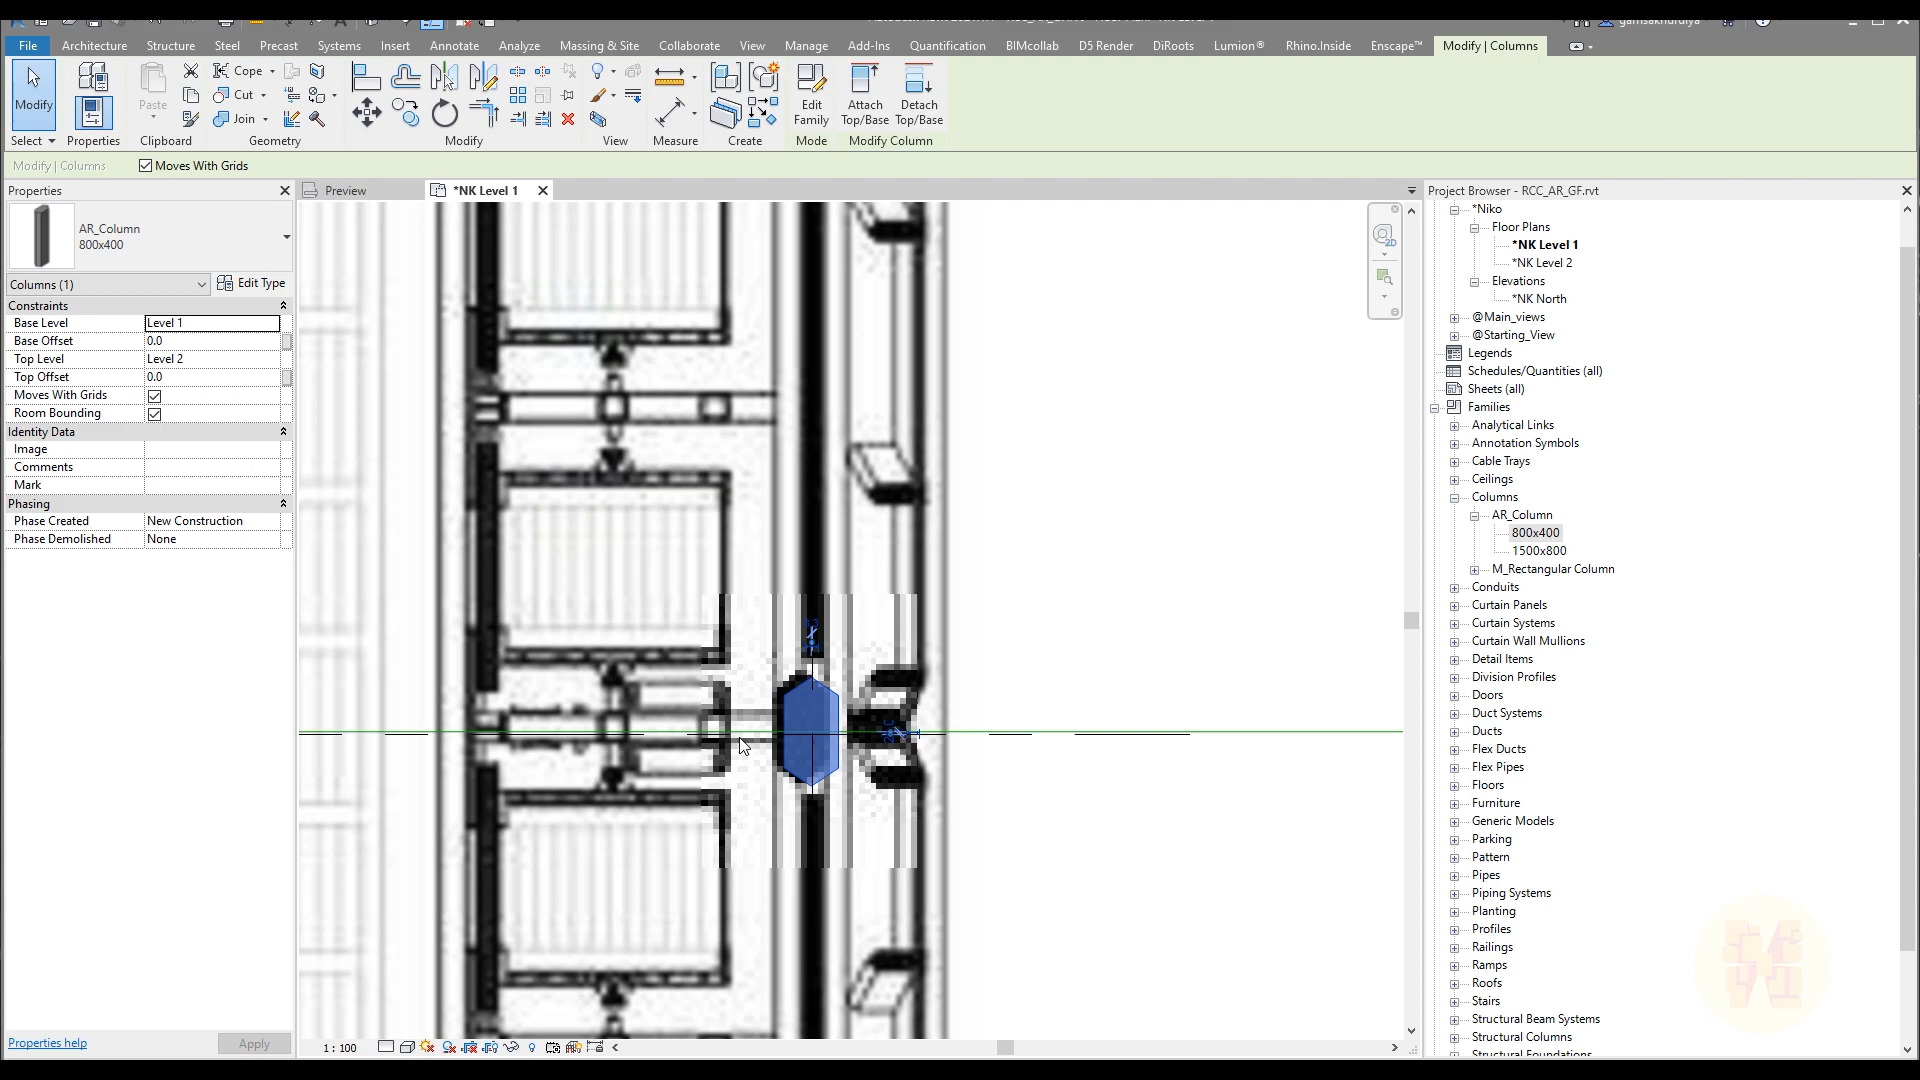 File Architecture Structure Steel Precast Systems Insert Annotate Analyze Massing & Site Collaborate View Manage Add-Ins Quantification BIMcollab D5 Render DiRoots Lumion® Rhino.Inside Enscape™ Modify | Columns
Modify Paste Cope Cut Join Edit Family Attach Top/Base Detach Top/Base
Select Properties Clipboard Geometry Modify View Measure Create Mode Modify Column
Modify | Columns Moves With Grids
Properties
AR_Column
800x400
Columns (1) Edit Type
Constraints
Base Level Level 1
Base Offset 0.0
Top Level Level 2
Top Offset 0.0
Moves With Grids
Room Bounding
Identity Data
Image
Comments
Mark
Phasing
Phase Created New Construction
Phase Demolished None
Properties help Apply
Preview *NK Level 1
2D
1 : 100
Project Browser - RCC_AR_GF.rvt
*Niko
Floor Plans
*NK Level 1
*NK Level 2
Elevations
*NK North
@Main_views
@Starting_View
Legends
Schedules/Quantities (all)
Sheets (all)
Families
Analytical Links
Annotation Symbols
Cable Trays
Ceilings
Columns
AR_Column
800x400
1500x800
M_Rectangular Column
Conduits
Curtain Panels
Curtain Systems
Curtain Wall Mullions
Detail Items
Division Profiles
Doors
Duct Systems
Ducts
Flex Ducts
Flex Pipes
Floors
Furniture
Generic Models
Parking
Pattern
Pipes
Piping Systems
Planting
Profiles
Railings
Ramps
Roofs
Stairs
Structural Beam Systems
Structural Columns
Structural Foundations